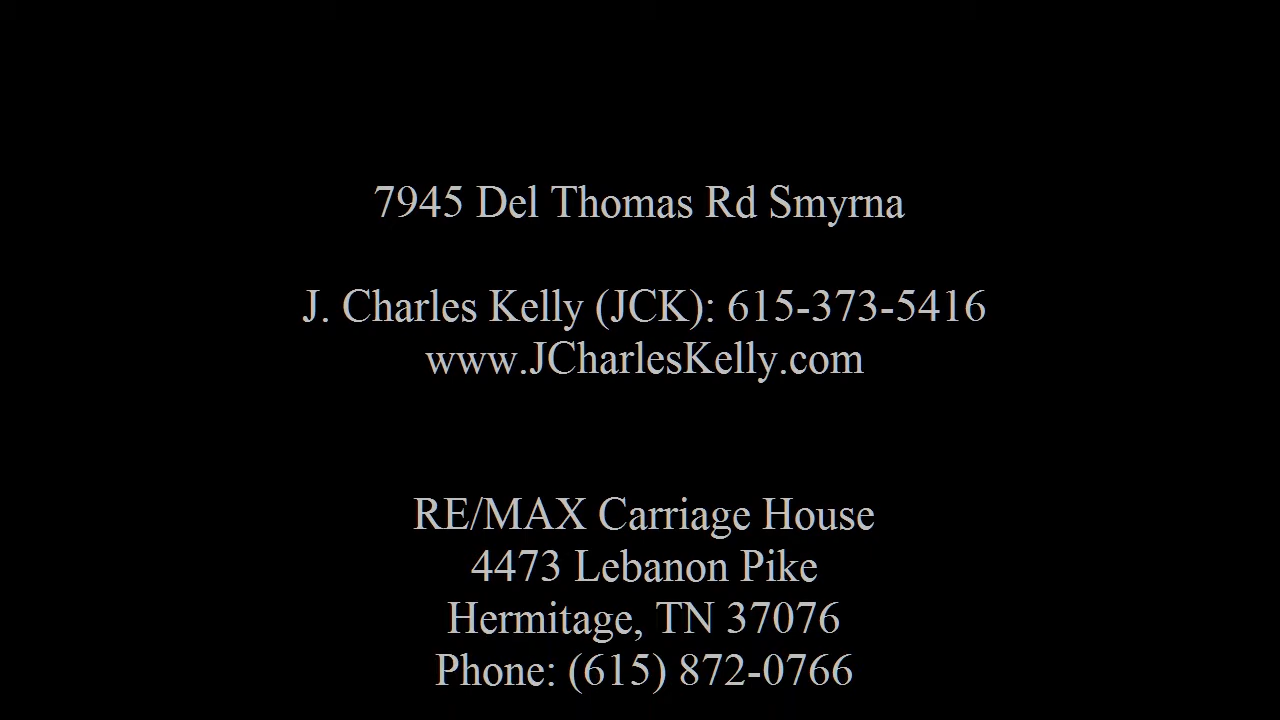 7945 Del Thomas Rd Smyrna
J. Charles Kelly (JCK): 615-373-5416
www.JCharlesKelly.com
RE/MAX Carriage House
4473 Lebanon Pike
Hermitage, TN 37076
Phone: (615) 872-0766